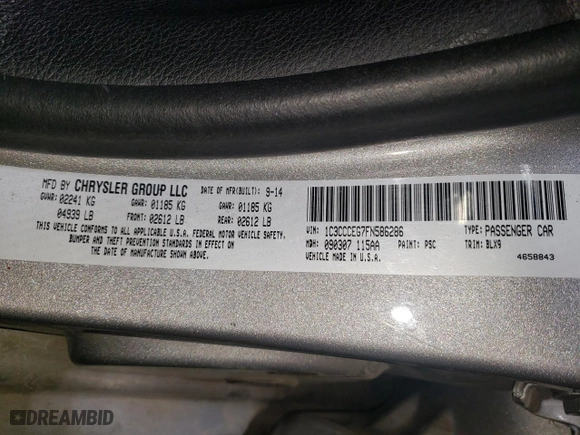 MFD BY CHRYSLER GROUP LLC DATE OF MFR(BUILT): 9-14
GVWR: 02241 KG GAWR: 01185 KG GAWR: 01185 KG
04939 LB FRONT: 02612 LB REAR: 02612 LB
THIS VEHICLE CONFORMS TO ALL APPLICABLE U.S.A. FEDERAL MOTOR VEHICLE SAFETY,
BUMPER AND THEFT PREVENTION STANDARDS IN EFFECT ON
THE DATE OF MANUFACTURE SHOWN ABOVE.
VIN: 1C3CCCEG7FN586286 TYPE: PASSENGER CAR
MDH: 090307 115AA PAINT: PSC TRIM: BLX9
VEHICLE MADE IN U.S.A. 4658843
DREAMBID